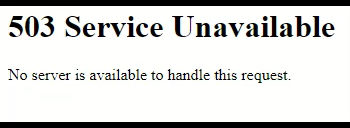 503 Service Unavailable
No server is available to handle this request.